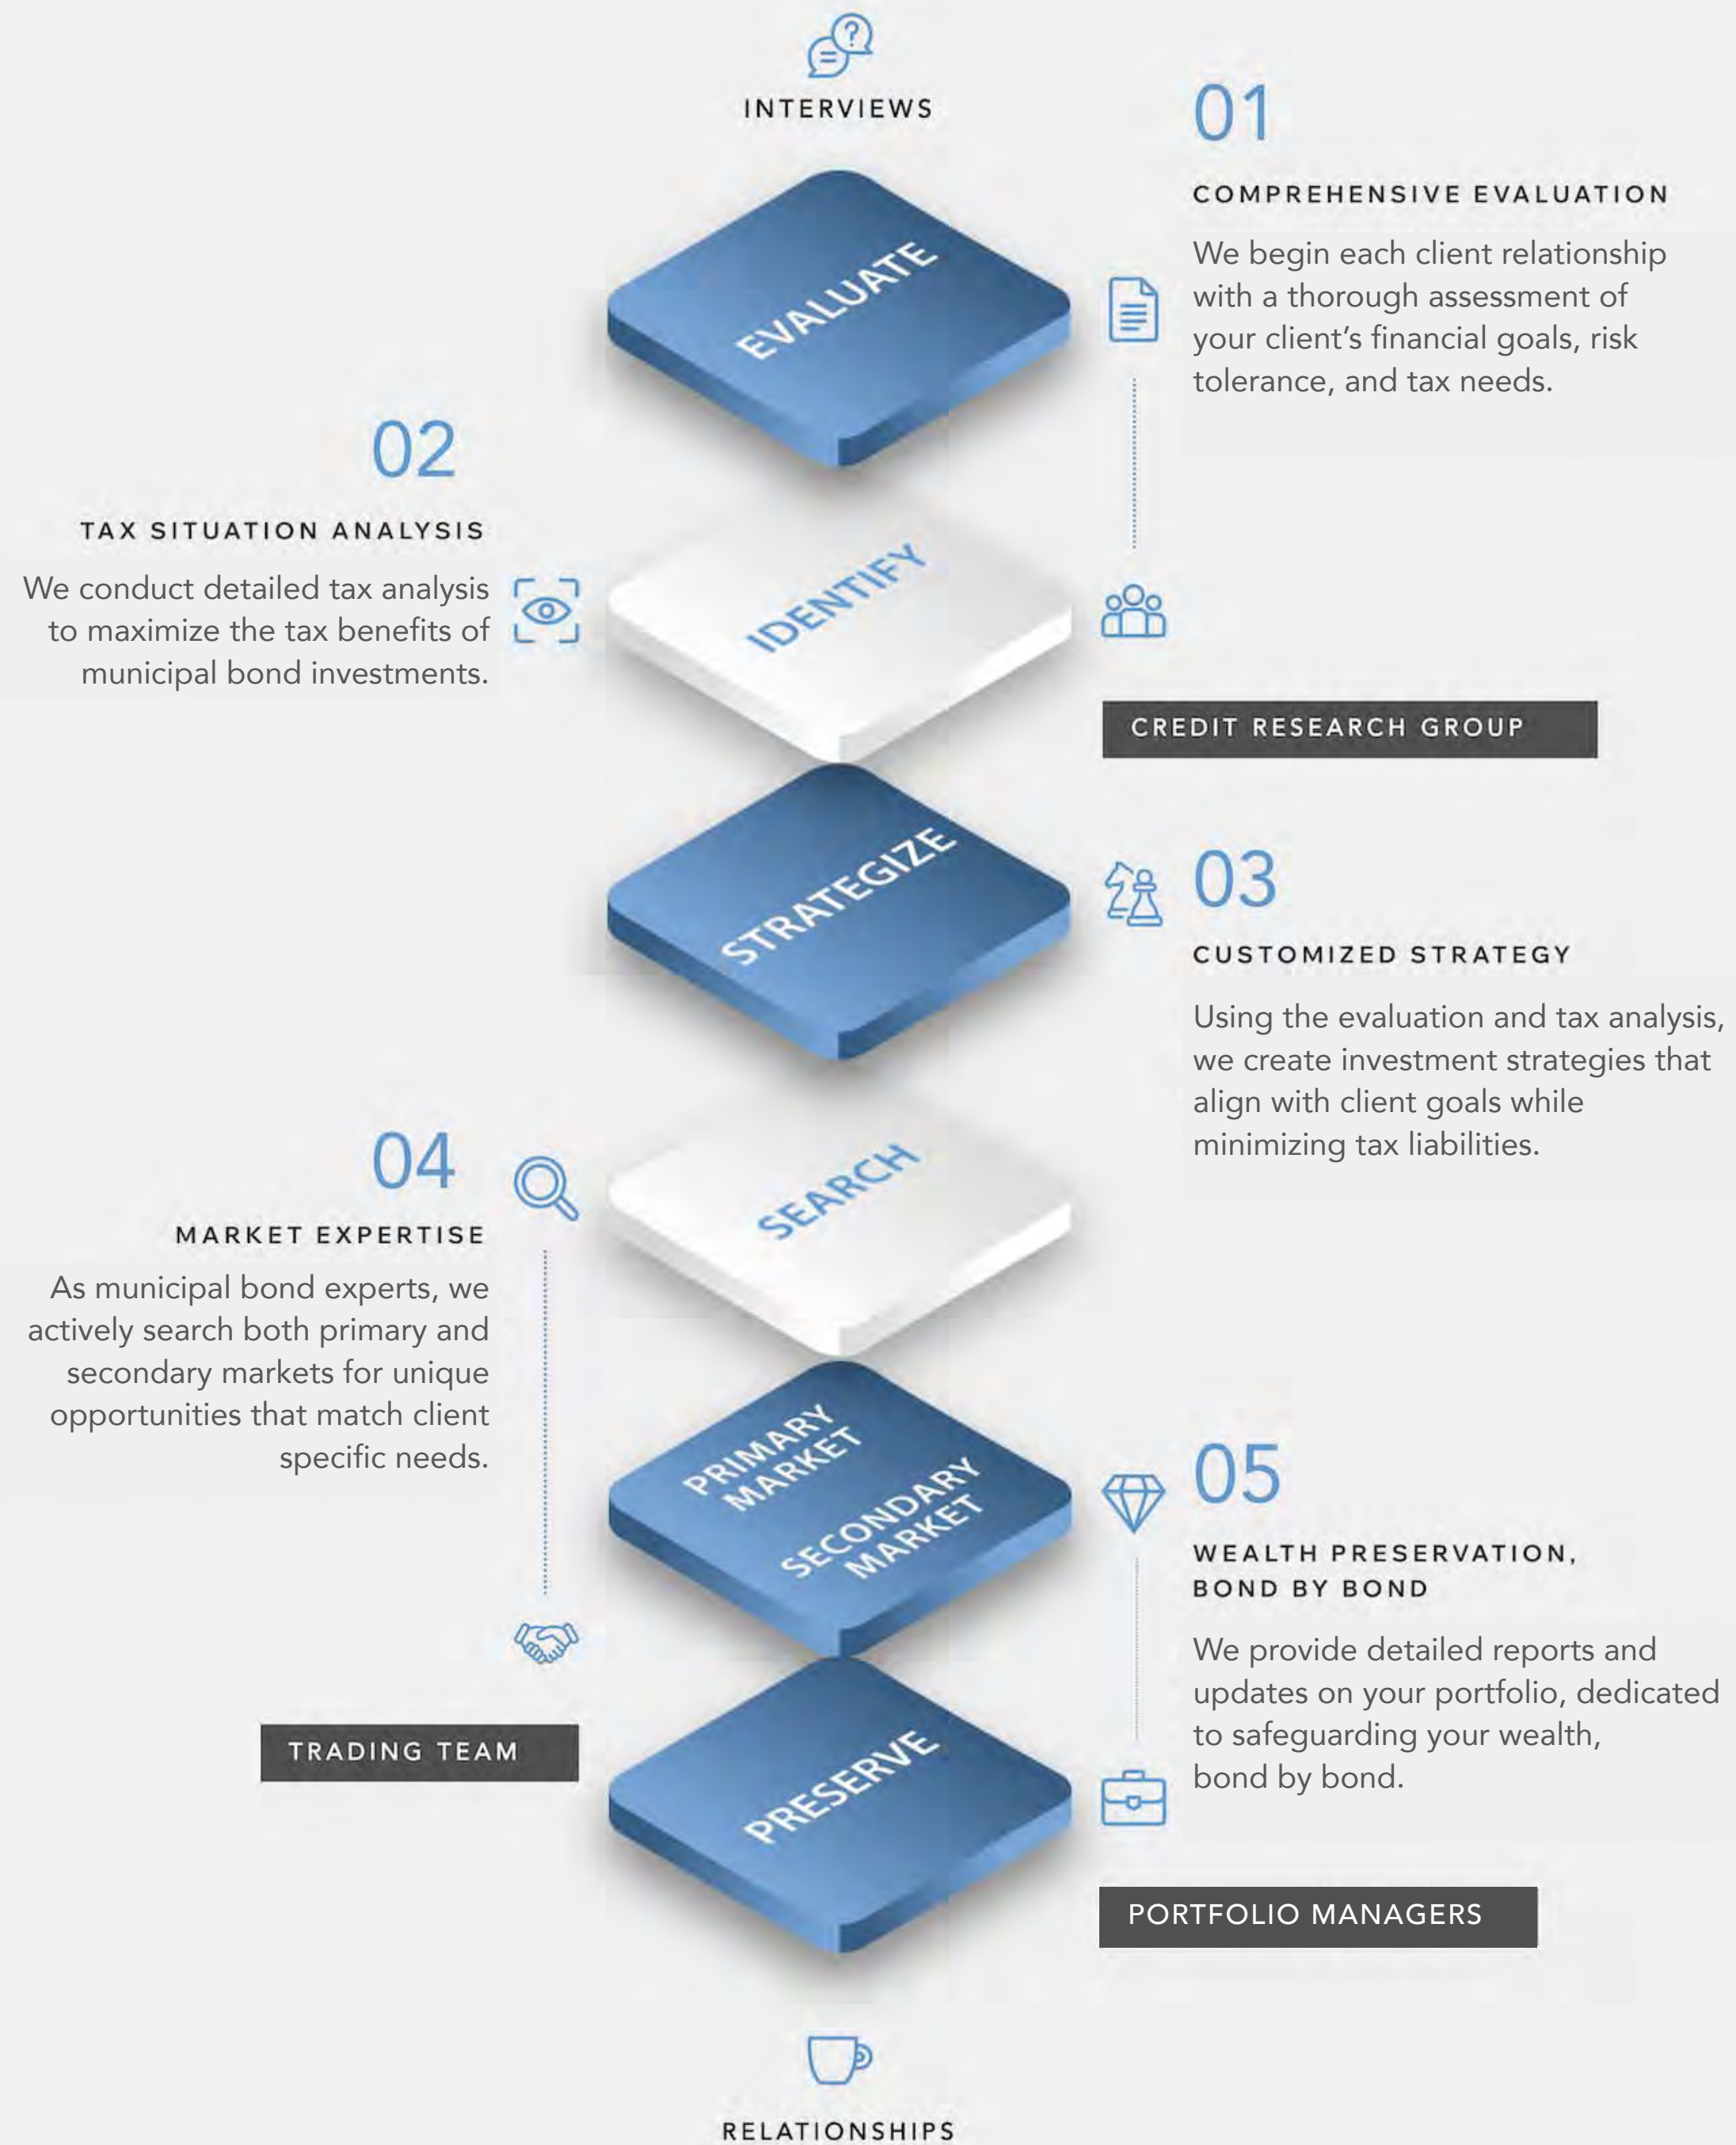 INTERVIEWS
01
COMPREHENSIVE EVALUATION
We begin each client relationship
with a thorough assessment of
your client’s financial goals, risk
tolerance, and tax needs.
EVALUATE
02
TAX SITUATION ANALYSIS
We conduct detailed tax analysis
to maximize the tax benefits of
municipal bond investments.
IDENTIFY
CREDIT RESEARCH GROUP
STRATEGIZE
03
CUSTOMIZED STRATEGY
Using the evaluation and tax analysis,
we create investment strategies that
align with client goals while
minimizing tax liabilities.
04
MARKET EXPERTISE
As municipal bond experts, we
actively search both primary and
secondary markets for unique
opportunities that match client
specific needs.
SEARCH
PRIMARY
MARKET
SECONDARY
MARKET
05
WEALTH PRESERVATION,
BOND BY BOND
We provide detailed reports and
updates on your portfolio, dedicated
to safeguarding your wealth,
bond by bond.
TRADING TEAM
PRESERVE
PORTFOLIO MANAGERS
RELATIONSHIPS